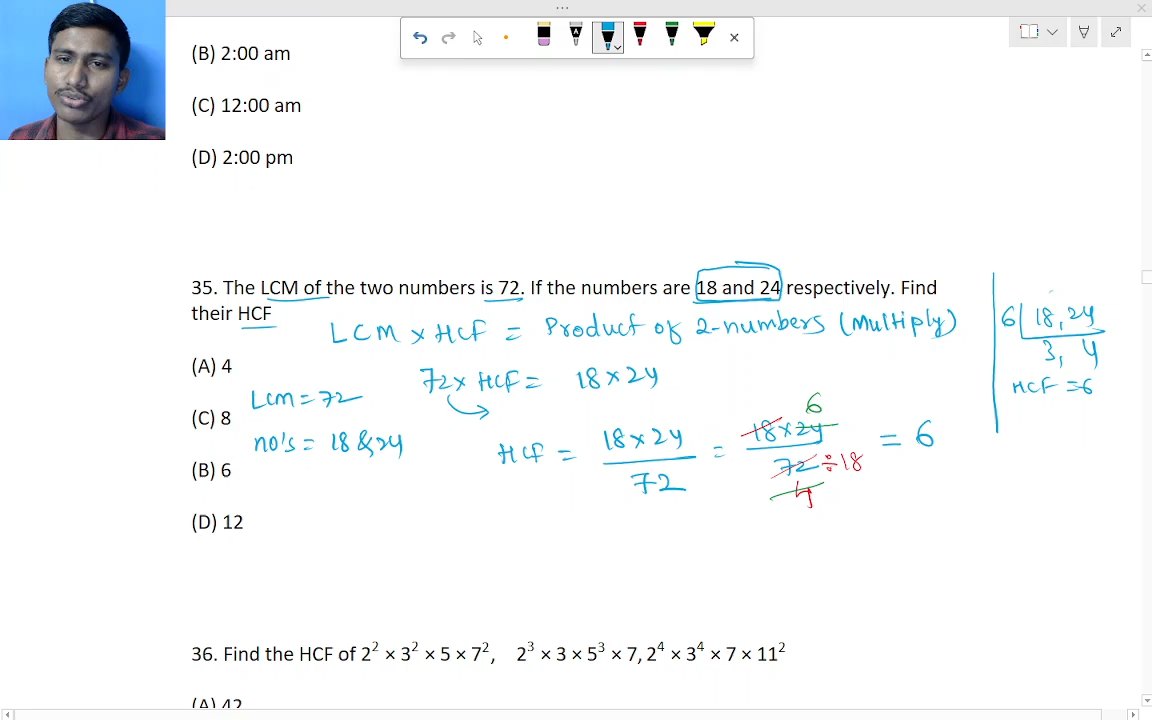 (B) 2:00 am
(C) 12:00 am
(D) 2:00 pm
35. The LCM of the two numbers is 72. If the numbers are 18 and 24 respectively. Find
their HCF
LCM × HCF = Product of 2-numbers (Multiply)
(A) 4
72 × HCF = 18 × 24
LCM = 72
(C) 8
no's = 18 & 24
HCF = 18 × 24 / 72 = 18 × 24 / 72 ÷ 18 = 6
6
4
(B) 6
(D) 12
6 | 18, 24
3, 4
HCF = 6
36. Find the HCF of 2² × 3² × 5 × 7², 2³ × 3 × 5³ × 7, 2⁴ × 3⁴ × 7 × 11²
(A) 42